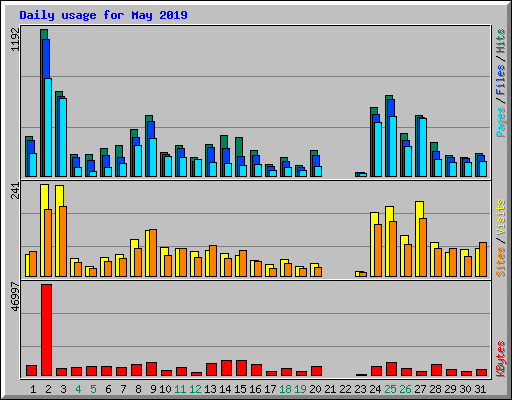 Daily usage for May 2019
1192
Pages / Files / Hits
241
Sites / Visits
46997
KBytes
1 2 3 4 5 6 7 8 9 10 11 12 13 14 15 16 17 18 19 20 21 22 23 24 25 26 27 28 29 30 31